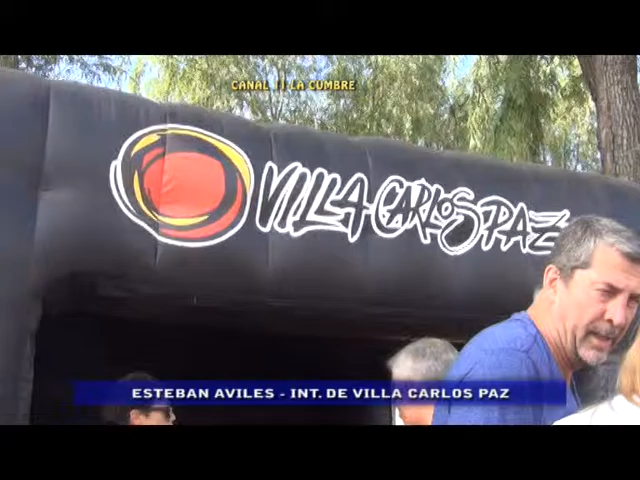 CANAL 11 LA CUMBRE
VILLA CARLOS PAZ
ESTEBAN AVILES - INT. DE VILLA CARLOS PAZ